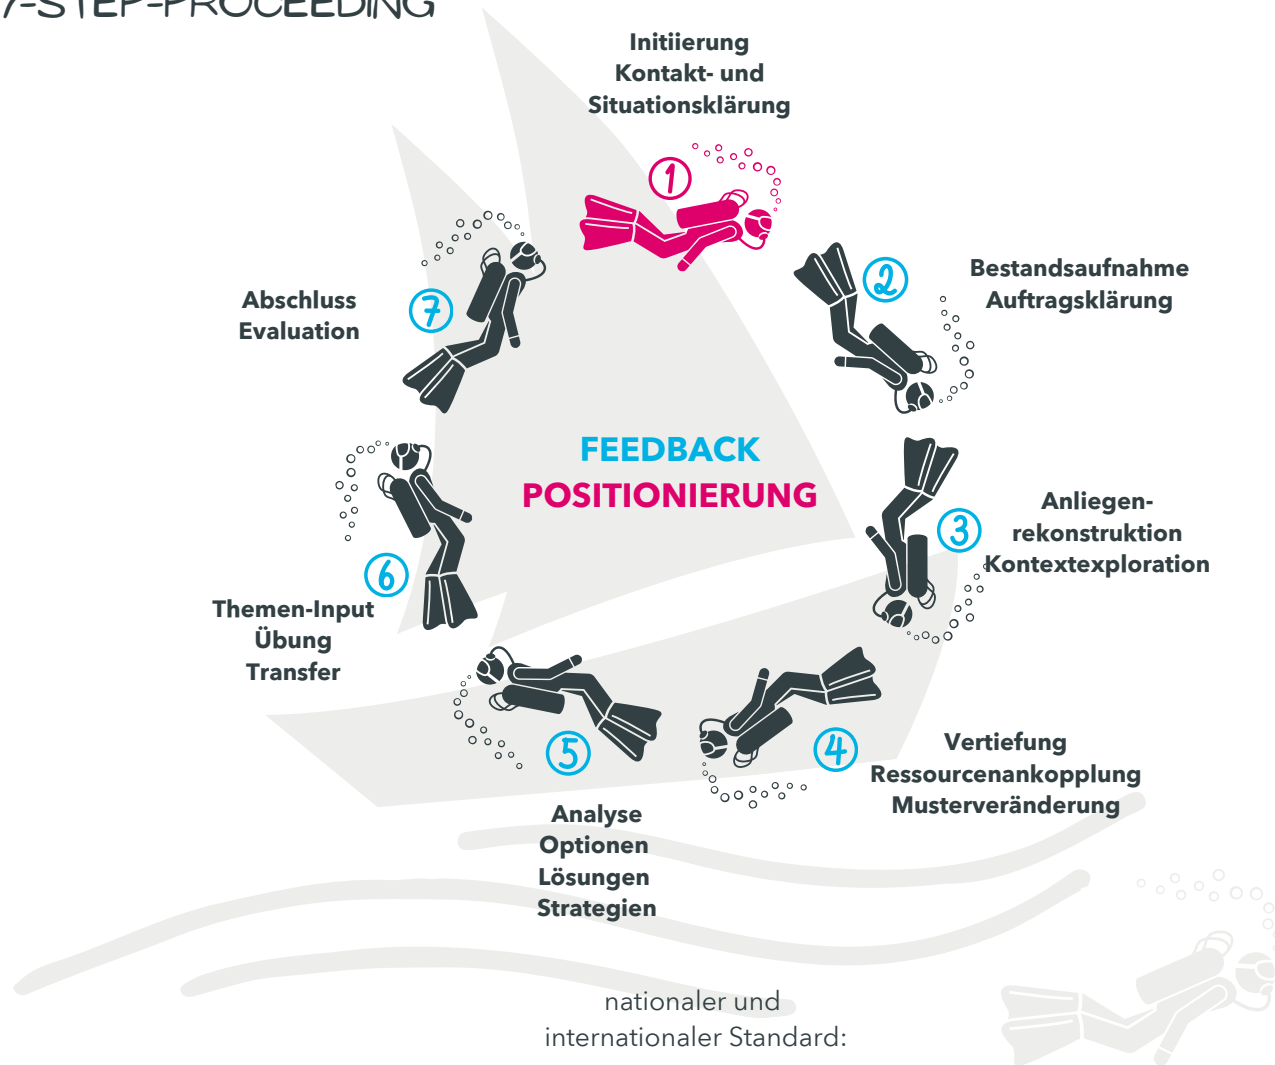 7-STEP-PROCEEDING
Initiierung
Kontakt- und
Situationsklärung
1
2
Bestandsaufnahme
Auftragsklärung
3
Anliegen-
rekonstruktion
Kontextexploration
4
Vertiefung
Ressourcenankopplung
Musterveränderung
5
Analyse
Optionen
Lösungen
Strategien
6
Themen-Input
Übung
Transfer
7
Abschluss
Evaluation
FEEDBACK
POSITIONIERUNG
nationaler und
internationaler Standard: